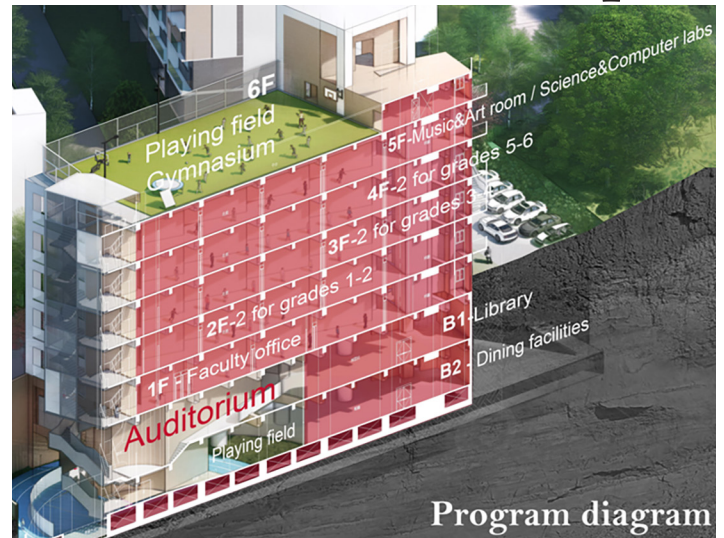 6F
Playing field
Gymnasium
5F-Music&Art room / Science&Computer labs
4F-2 for grades 5-6
3F-2 for grades 3-
2F-2 for grades 1-2
1F - Faculty office
B1-Library
B2 - Dining facilities
Auditorium
Playing field
Program diagram